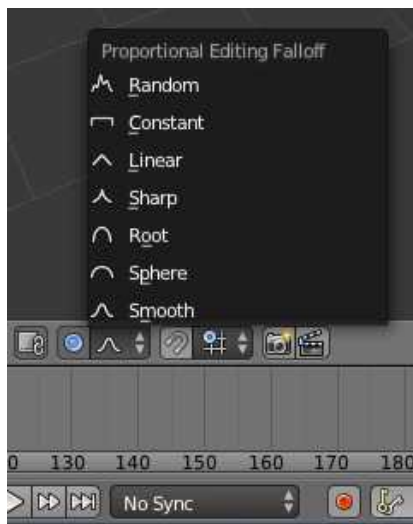 Proportional Editing Falloff
Random
Constant
Linear
Sharp
Root
Sphere
Smooth
0 130 140 150 160 170 180
No Sync